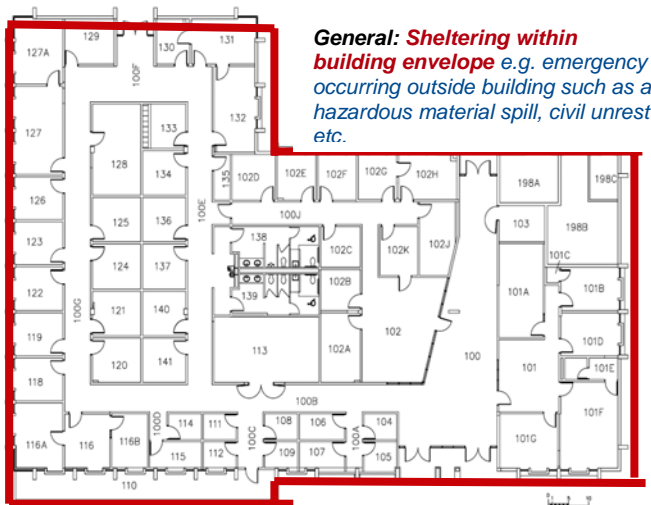 General: Sheltering within
building envelope e.g. emergency
occurring outside building such as a
hazardous material spill, civil unrest
etc.
127A
129
130
131
100F
127
132
133
128
134
135
102D
102E
102F
102G
102H
198A
198C
126
125
136
100E
100J
103
198B
123
138
102C
102K
102J
124
137
101C
122
102B
101A
101B
139
121
140
100G
119
102
100
101D
113
102A
101
120
141
101E
118
101F
100B
116A
116
116B
100D
114
111
100C
108
106
100A
104
101G
115
112
109
107
105
110
0 1 5 10